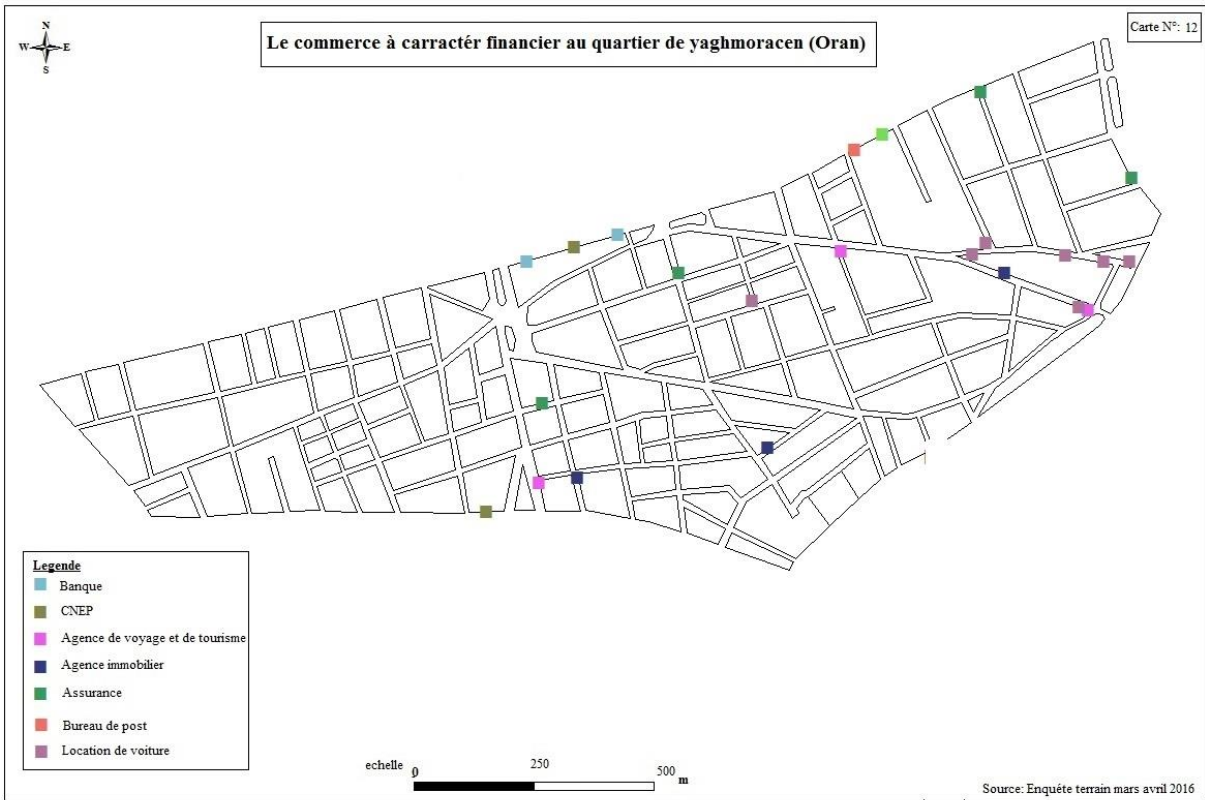 N
W E
S
Le commerce à carractér financier au quartier de yaghmoracen (Oran)
Carte N°: 12
Legende
Banque
CNEP
Agence de voyage et de tourisme
Agence immobilier
Assurance
Bureau de post
Location de voiture
echelle 0 250 500 m
Source: Enquéte terrain mars avril 2016